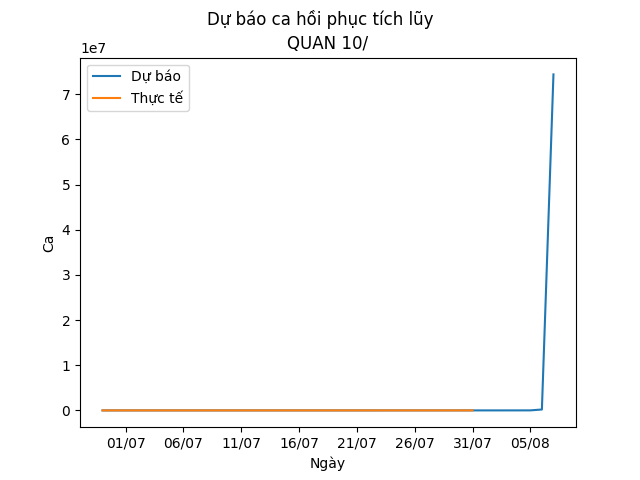 Dự báo ca hồi phục tích lũy
QUAN 10/
1e7
Dự báo
Thực tế
7
6
5
4
3
2
1
0
Ca
01/07 06/07 11/07 16/07 21/07 26/07 31/07 05/08
Ngày